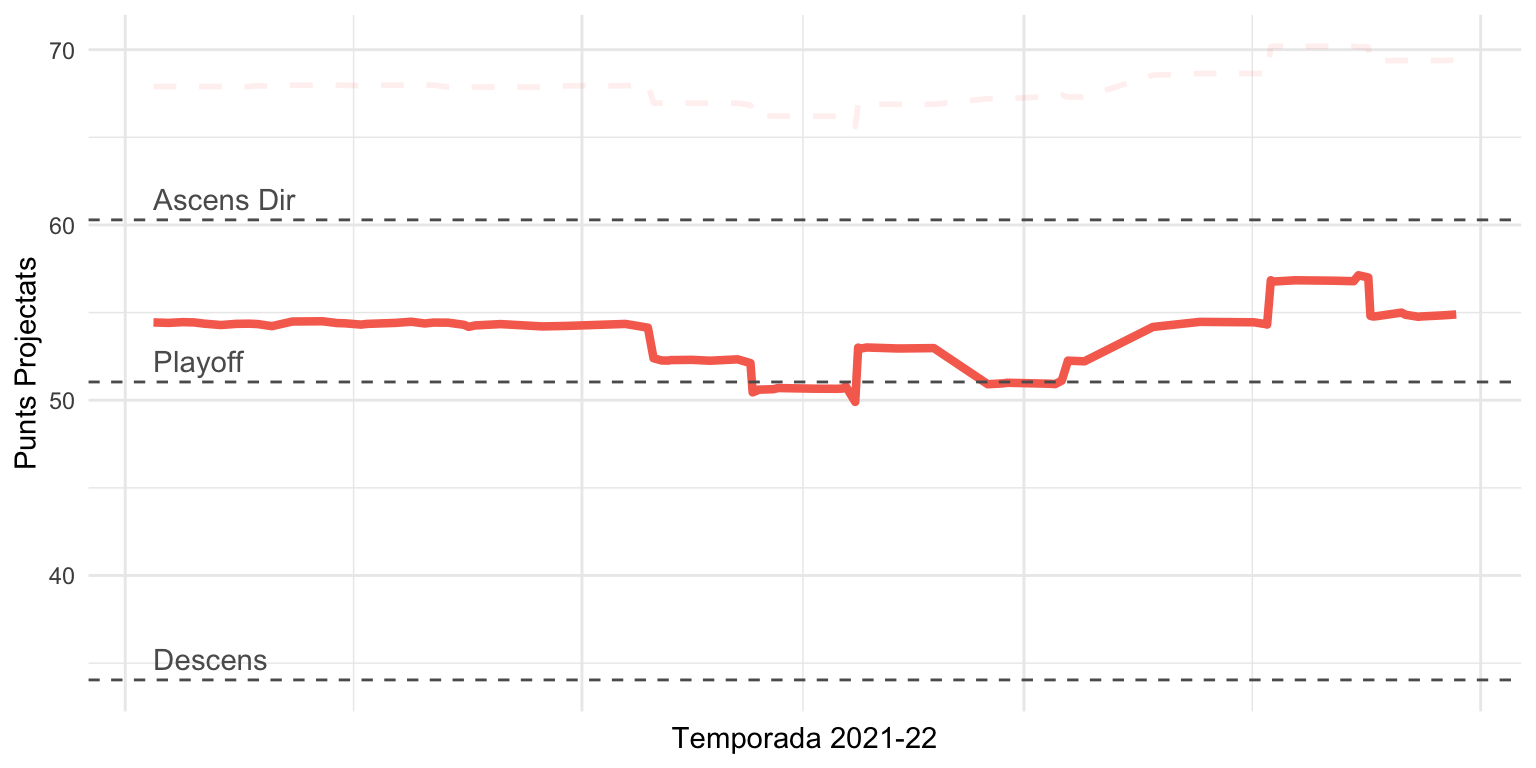 70
Ascens Dir
60
Playoff
50
40
Descens
Punts Projectats
Temporada 2021-22